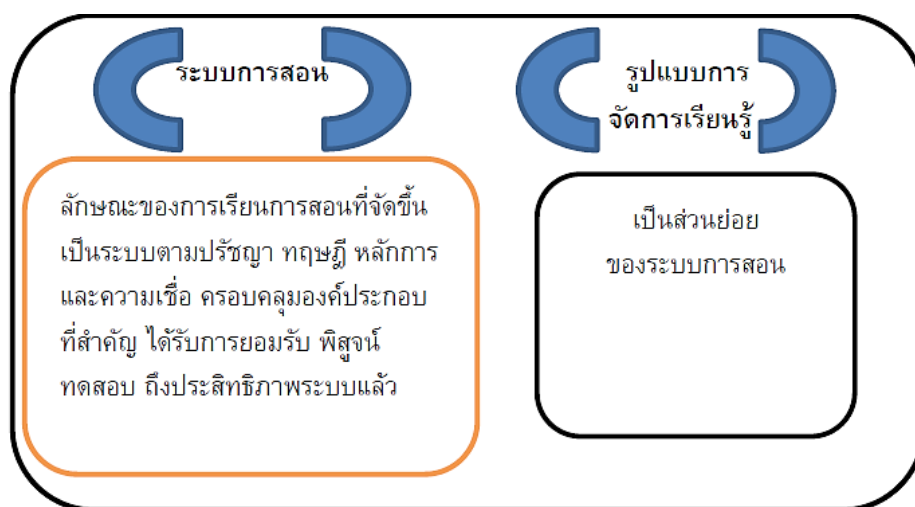 ระบบการสอน
ลักษณะของการเรียนการสอนที่จัดขึ้น
เป็นระบบตามปรัชญา ทฤษฎี หลักการ
และความเชื่อ ครอบคลุมองค์ประกอบ
ที่สำคัญ ได้รับการยอมรับ พิสูจน์
ทดสอบ ถึงประสิทธิภาพระบบแล้ว
รูปแบบการ
จัดการเรียนรู้
เป็นส่วนย่อย
ของระบบการสอน